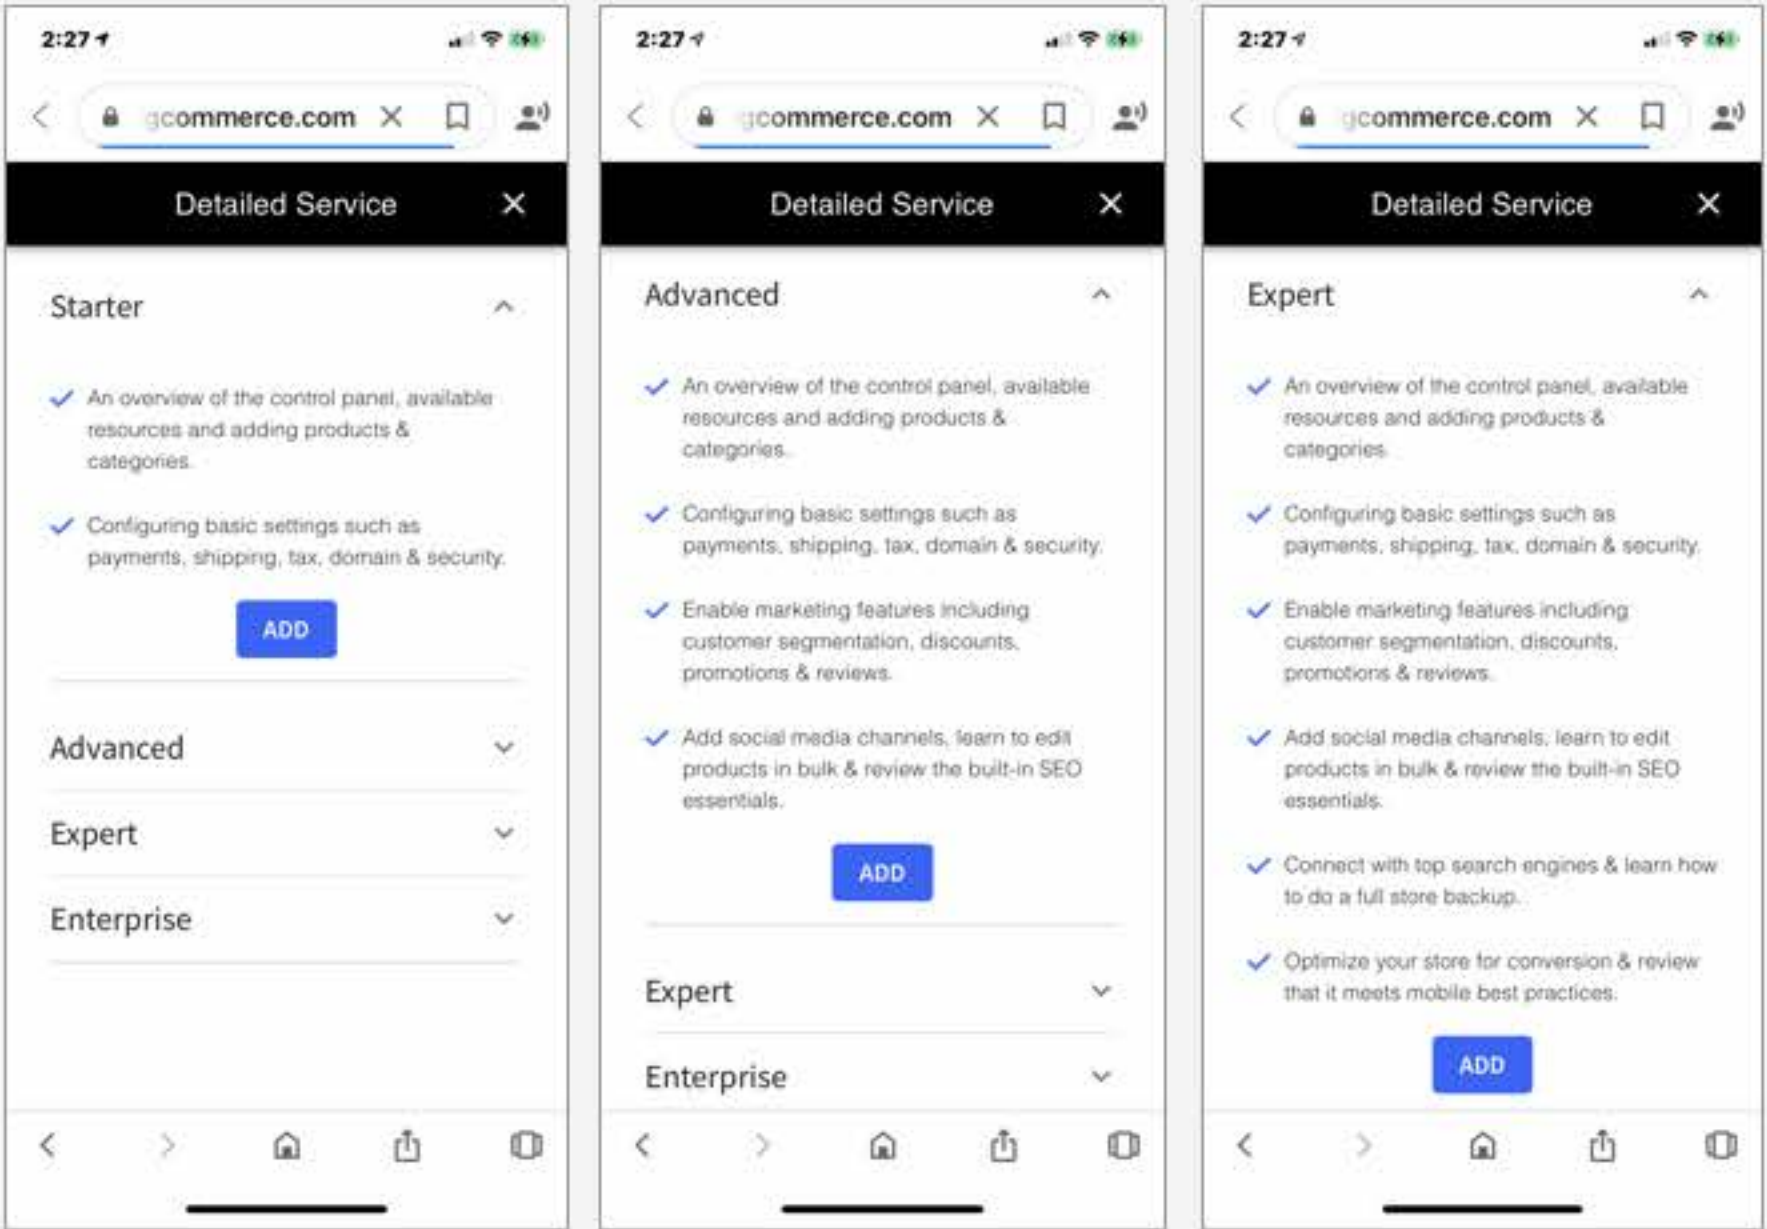 2:27
gcommerce.com
Detailed Service
Starter
An overview of the control panel, available
resources and adding products &
categories.
Configuring basic settings such as
payments, shipping, tax, domain & security.
ADD
Advanced
Expert
Enterprise
2:27
gcommerce.com
Detailed Service
Advanced
An overview of the control panel, available
resources and adding products &
categories.
Configuring basic settings such as
payments, shipping, tax, domain & security.
Enable marketing features including
customer segmentation, discounts,
promotions & reviews.
Add social media channels, learn to edit
products in bulk & review the built-in SEO
essentials.
ADD
Expert
Enterprise
2:27
gcommerce.com
Detailed Service
Expert
An overview of the control panel, available
resources and adding products &
categories.
Configuring basic settings such as
payments, shipping, tax, domain & security.
Enable marketing features including
customer segmentation, discounts,
promotions & reviews.
Add social media channels, learn to edit
products in bulk & review the built-in SEO
essentials.
Connect with top search engines & learn how
to do a full store backup.
Optimize your store for conversion & review
that it meets mobile best practices.
ADD